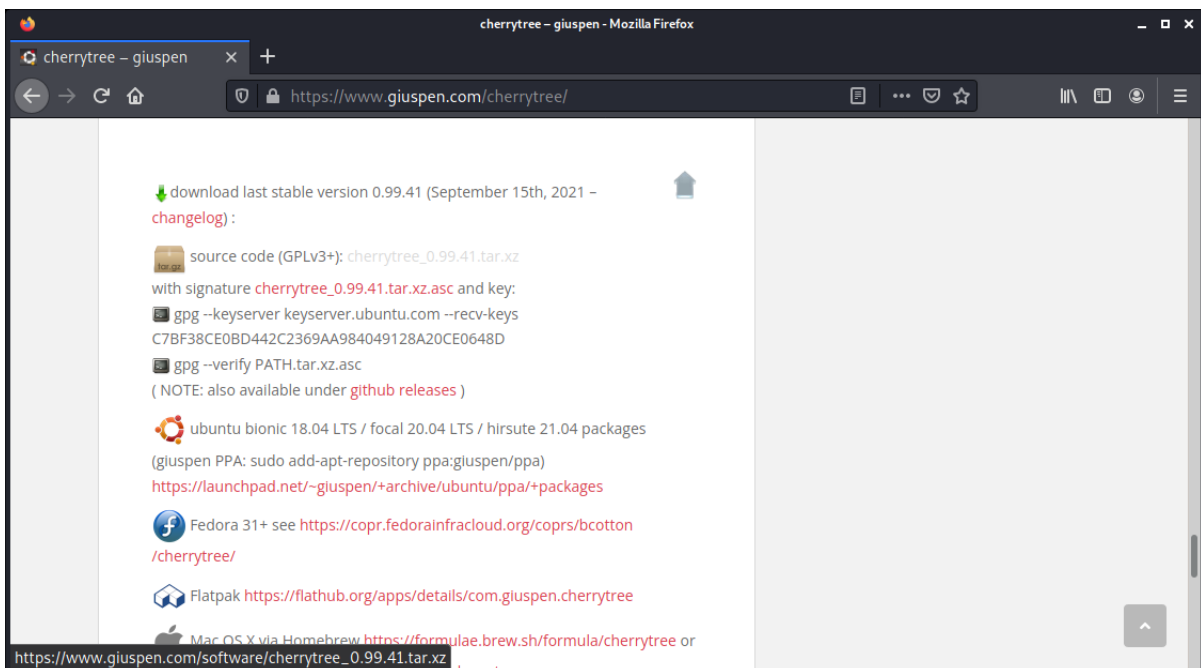 cherrytree – giuspen - Mozilla Firefox
cherrytree – giuspen
https://www.giuspen.com/cherrytree/
download last stable version 0.99.41 (September 15th, 2021 –
changelog) :
tar.gz
source code (GPLv3+): cherrytree_0.99.41.tar.xz
with signature cherrytree_0.99.41.tar.xz.asc and key:
gpg --keyserver keyserver.ubuntu.com --recv-keys
C7BF38CE0BD442C2369AA984049128A20CE0648D
gpg --verify PATH.tar.xz.asc
( NOTE: also available under github releases )
ubuntu bionic 18.04 LTS / focal 20.04 LTS / hirsute 21.04 packages
(giuspen PPA: sudo add-apt-repository ppa:giuspen/ppa)
https://launchpad.net/~giuspen/+archive/ubuntu/ppa/+packages
Fedora 31+ see https://copr.fedorainfracloud.org/coprs/bcotton
/cherrytree/
Flatpak https://flathub.org/apps/details/com.giuspen.cherrytree
Mac OS X via Homebrew https://formulae.brew.sh/formula/cherrytree or
https://www.giuspen.com/software/cherrytree_0.99.41.tar.xz